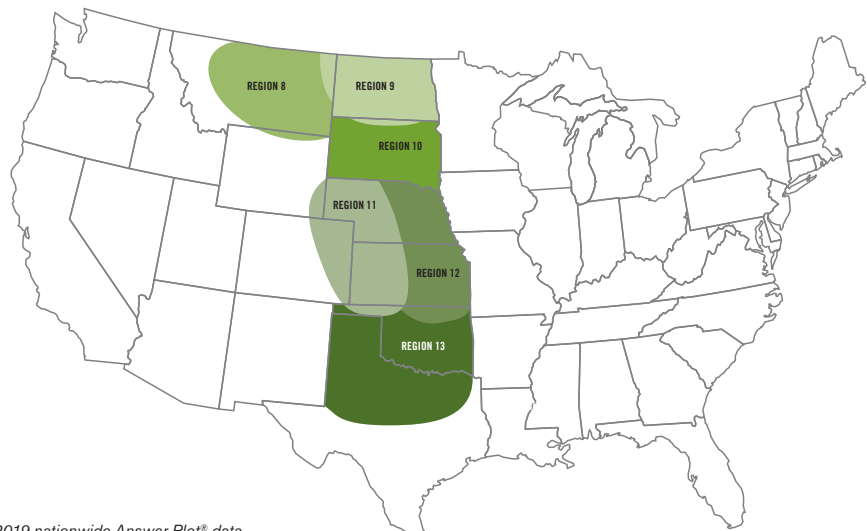 REGION 8
REGION 9
REGION 10
REGION 11
REGION 12
REGION 13
2019 nationwide Answer Plot® data